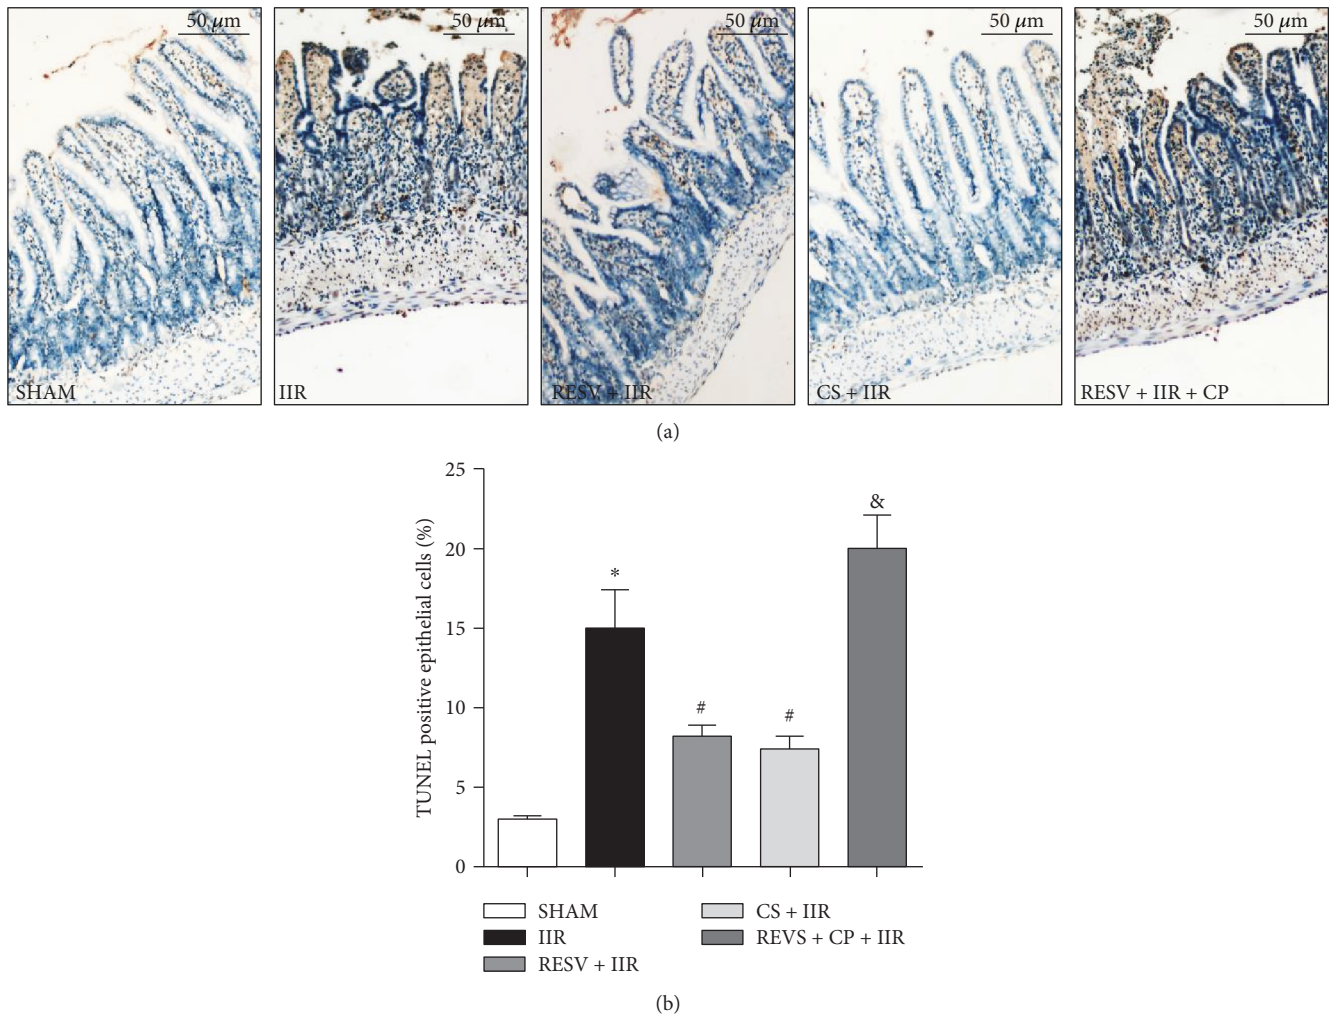 50 μm
50 μm
50 μm
50 μm
50 μm
SHAM
IIR
RESV + IIR
CS + IIR
RESV + IIR + CP
(a)
25
20
15
10
5
0
TUNEL positive epithelial cells (%)
*
#
#
&
SHAM
IIR
RESV + IIR
CS + IIR
REVS + CP + IIR
(b)